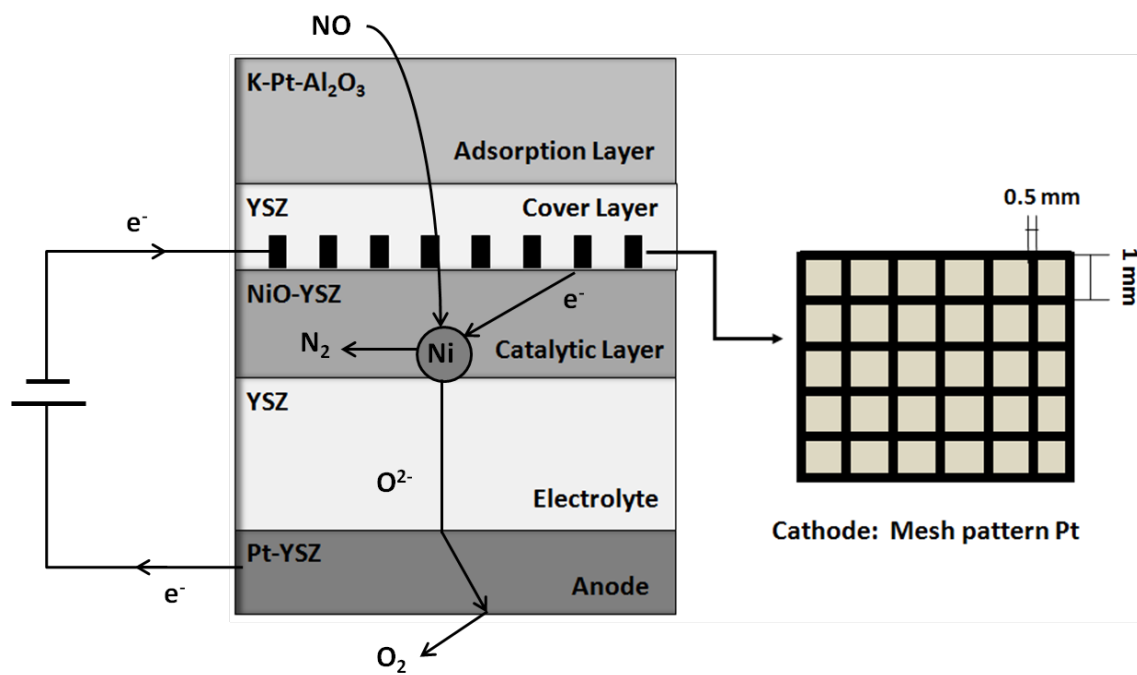 NO
K-Pt-Al₂O₃
Adsorption Layer
YSZ
Cover Layer
e⁻
0.5 mm
1 mm
NiO-YSZ
e⁻
N₂
Ni
Catalytic Layer
YSZ
O²⁻
Electrolyte
Cathode: Mesh pattern Pt
Pt-YSZ
Anode
e⁻
O₂